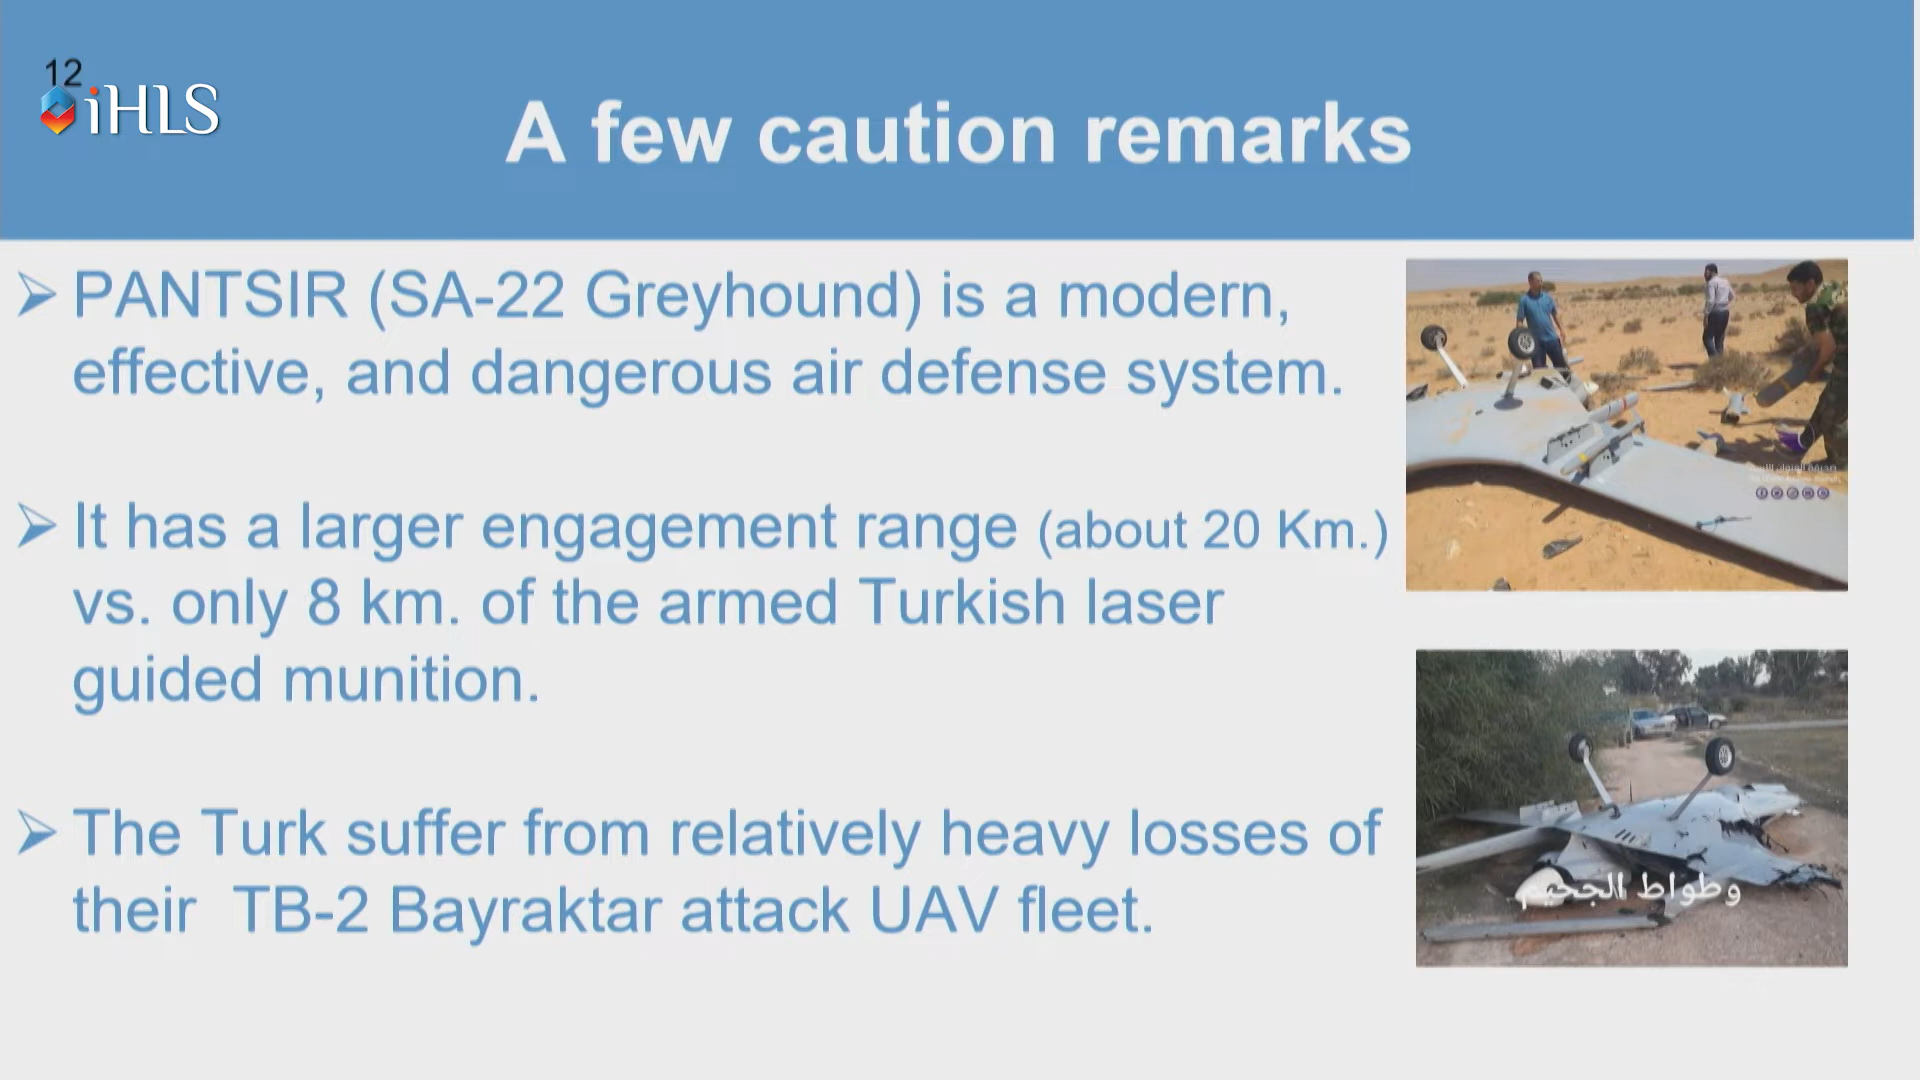 12
iHLS
A few caution remarks
PANTSIR (SA-22 Greyhound) is a modern,
effective, and dangerous air defense system.
It has a larger engagement range (about 20 Km.)
vs. only 8 km. of the armed Turkish laser
guided munition.
The Turk suffer from relatively heavy losses of
their TB-2 Bayraktar attack UAV fleet.
وطواط الجحيم